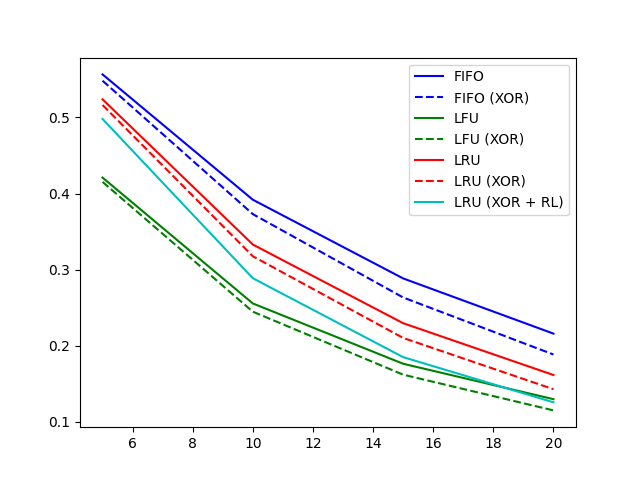 0.5
0.4
0.3
0.2
0.1
6 8 10 12 14 16 18 20
FIFO
FIFO (XOR)
LFU
LFU (XOR)
LRU
LRU (XOR)
LRU (XOR + RL)